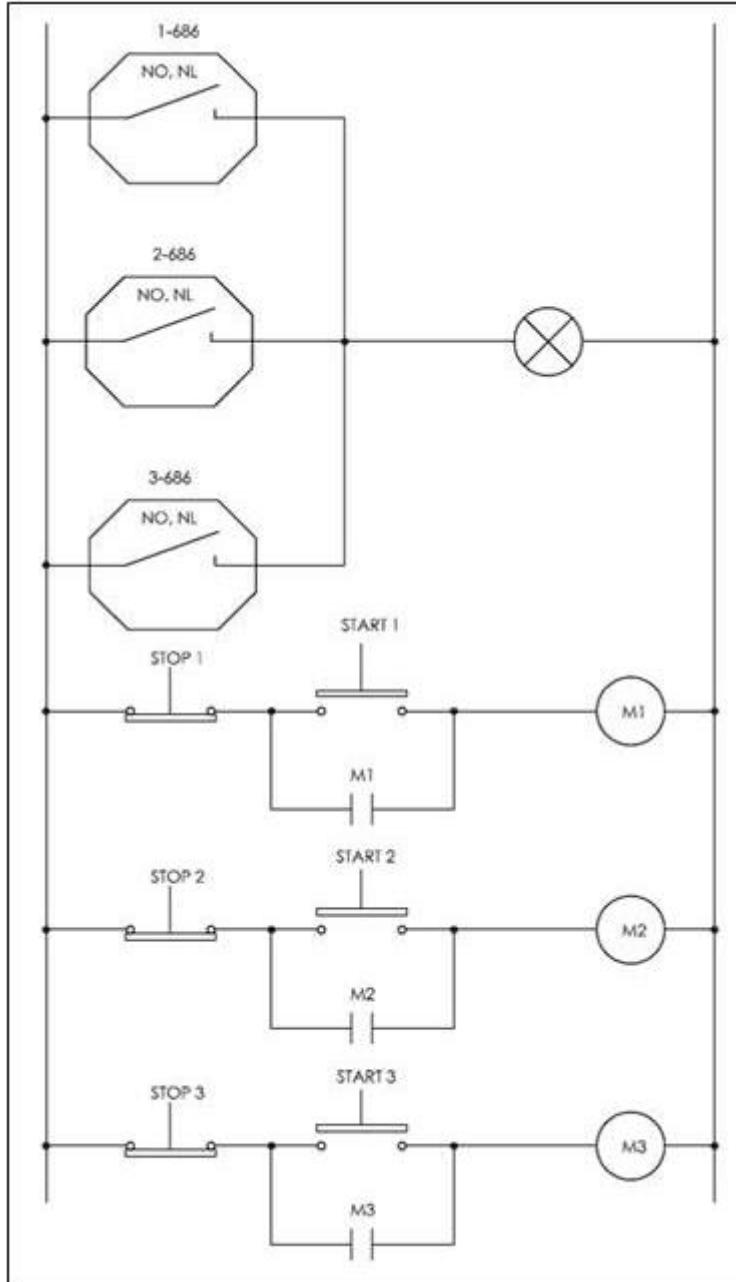 1-686
NO, NL
2-686
NO, NL
3-686
NO, NL
START 1
STOP 1
M1
M1
START 2
STOP 2
M2
M2
START 3
STOP 3
M3
M3